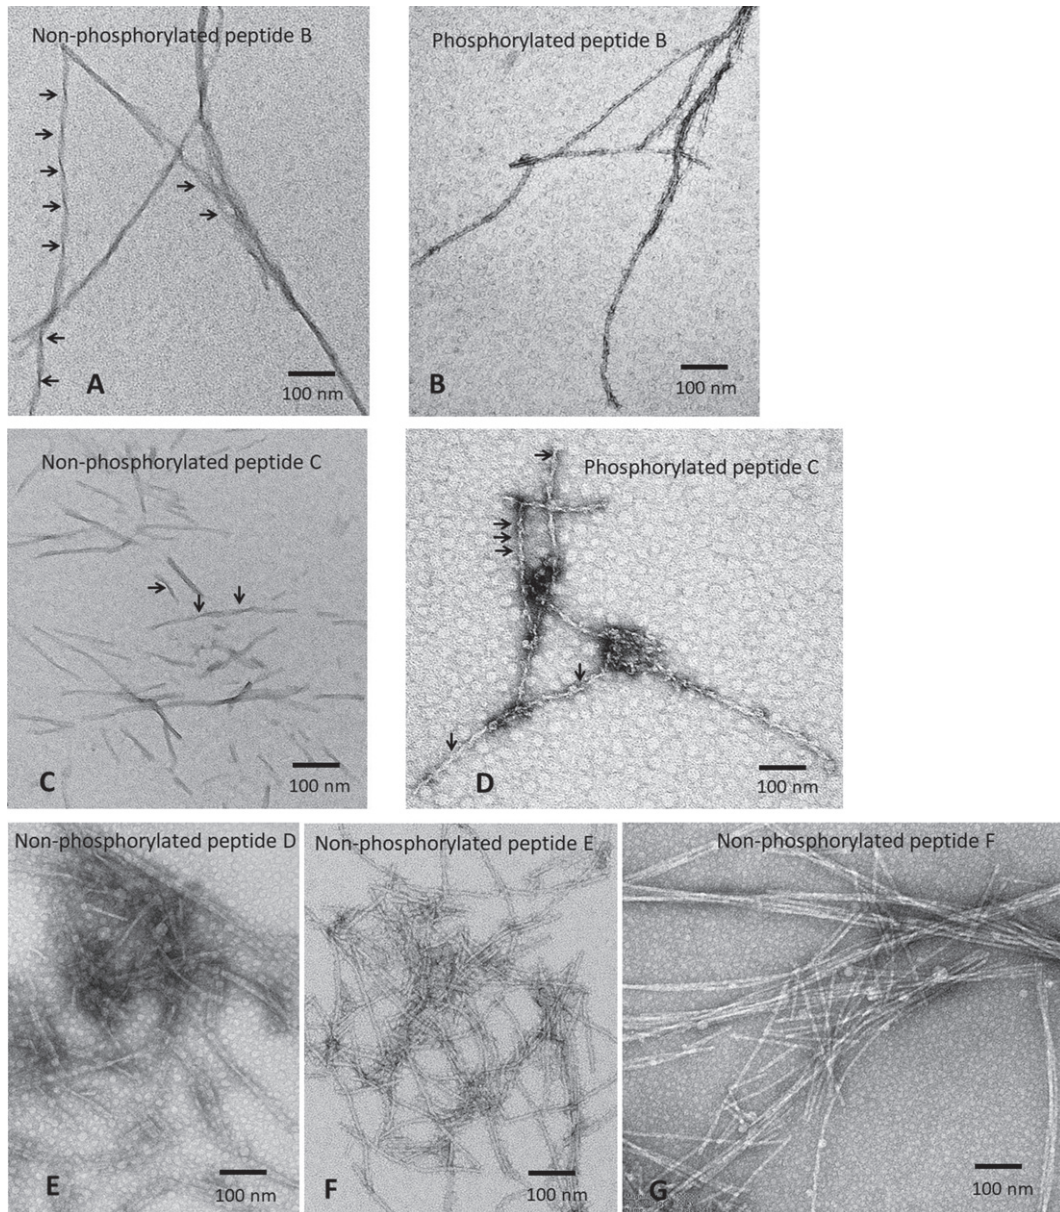 Non-phosphorylated peptide B
A
100 nm
Phosphorylated peptide B
B
100 nm
Non-phosphorylated peptide C
C
100 nm
Phosphorylated peptide C
D
100 nm
Non-phosphorylated peptide D
E
100 nm
Non-phosphorylated peptide E
F
100 nm
Non-phosphorylated peptide F
G
100 nm